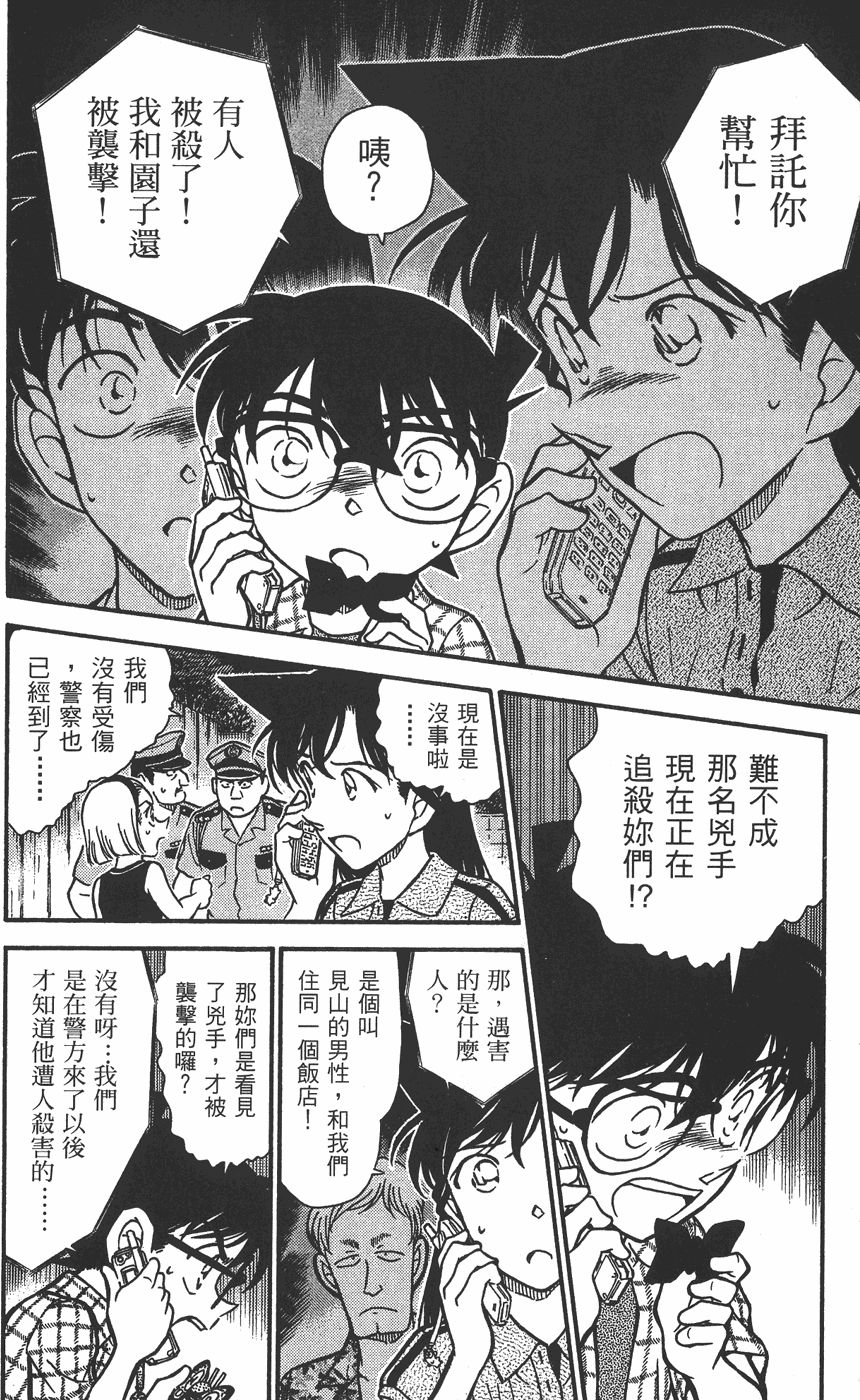 拜託你
幫忙！
咦？
有人
被殺了！
我和園子還
被襲擊！
難不成
那名兇手
現在正在
追殺妳們!?
現在是
沒事啦
……
我們
沒有受傷
，警察也
已經到了……
那，遇害
的是什麼
人？
是個叫
見山的男性，和我們
住同一個飯店！
那妳們是看見
了兇手，才被
襲擊的囉？
沒有呀…我們
是在警方來了以後
才知道他遭人殺害的……